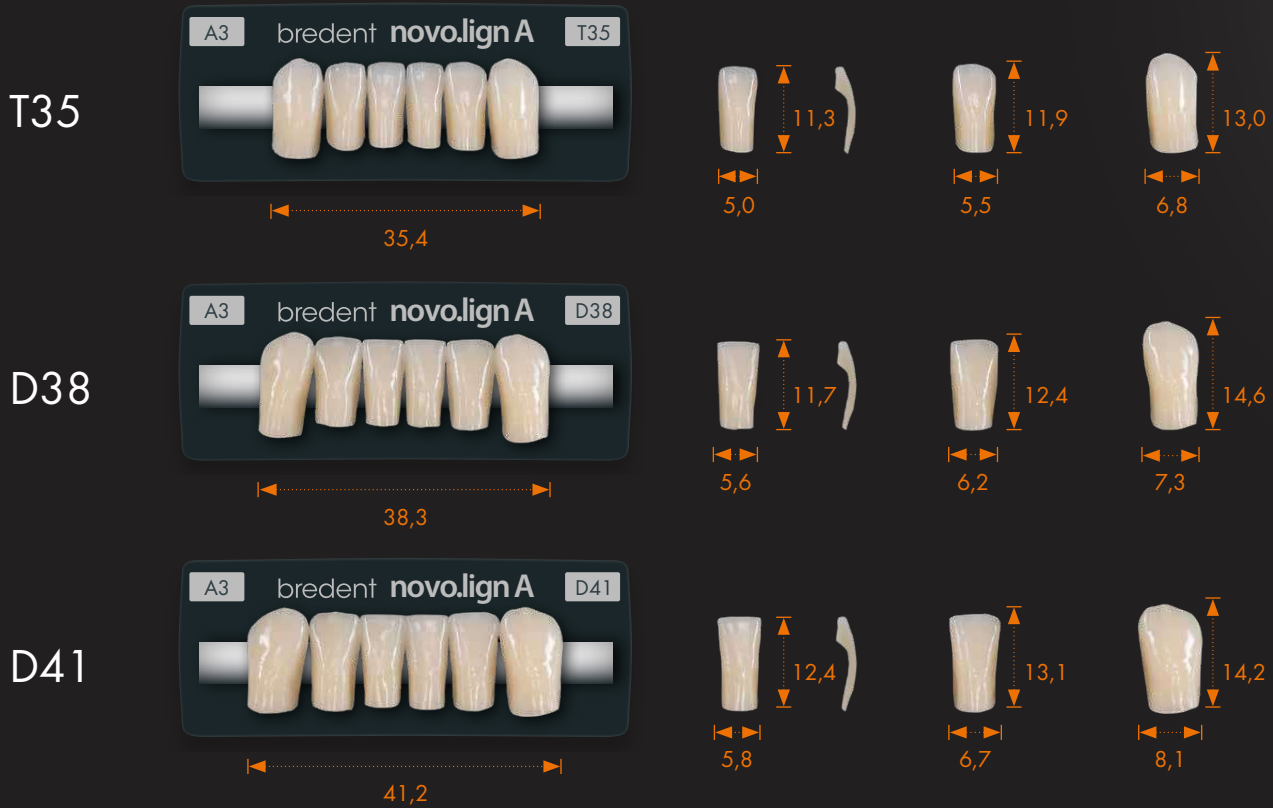 A3 bredent novo.lign A T35
T35
11,3 11,9 13,0
5,0 5,5 6,8
35,4
A3 bredent novo.lign A D38
D38
11,7 12,4 14,6
5,6 6,2 7,3
38,3
A3 bredent novo.lign A D41
D41
12,4 13,1 14,2
5,8 6,7 8,1
41,2